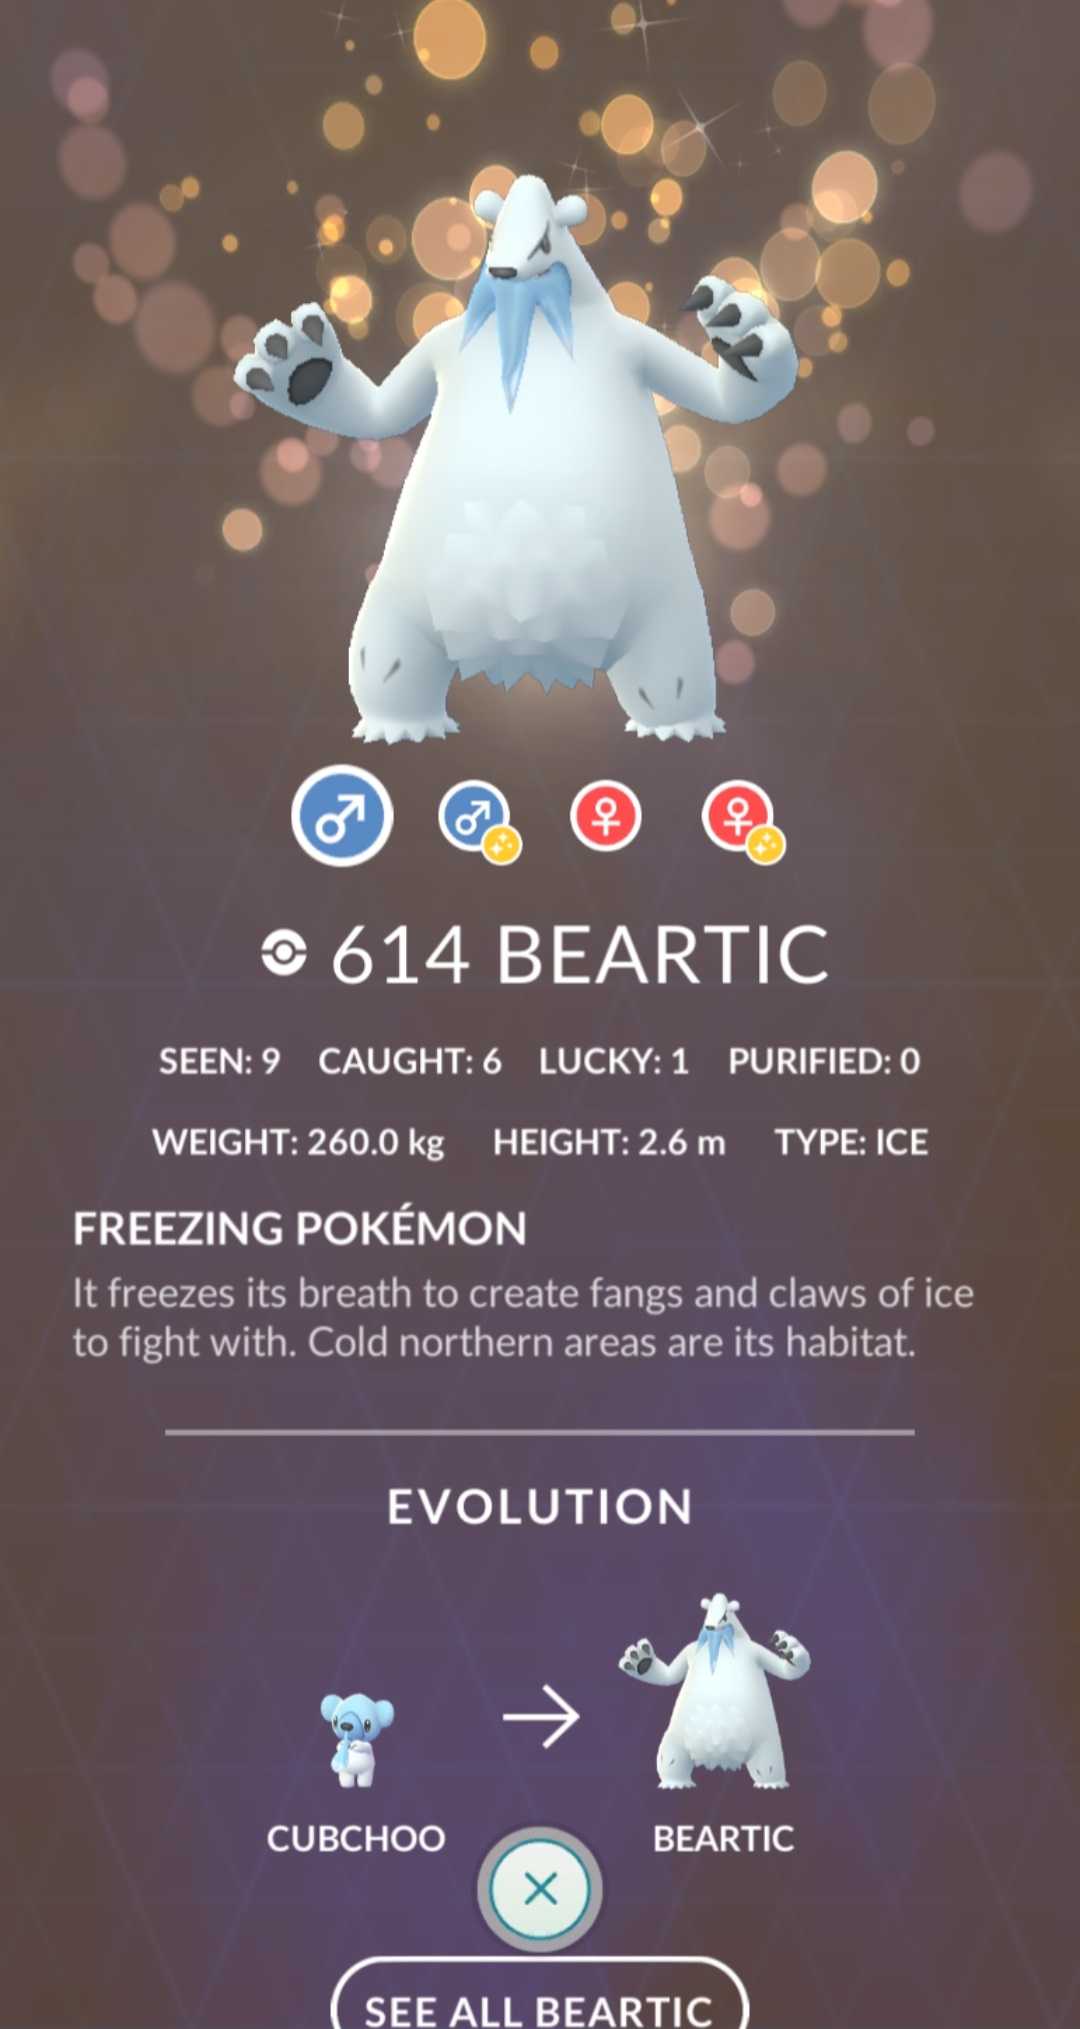 614 BEARTIC
SEEN: 9 CAUGHT: 6 LUCKY: 1 PURIFIED: 0
WEIGHT: 260.0 kg HEIGHT: 2.6 m TYPE: ICE
FREEZING POKÉMON
It freezes its breath to create fangs and claws of ice
to fight with. Cold northern areas are its habitat.
EVOLUTION
CUBCHOO BEARTIC
SEE ALL BEARTIC